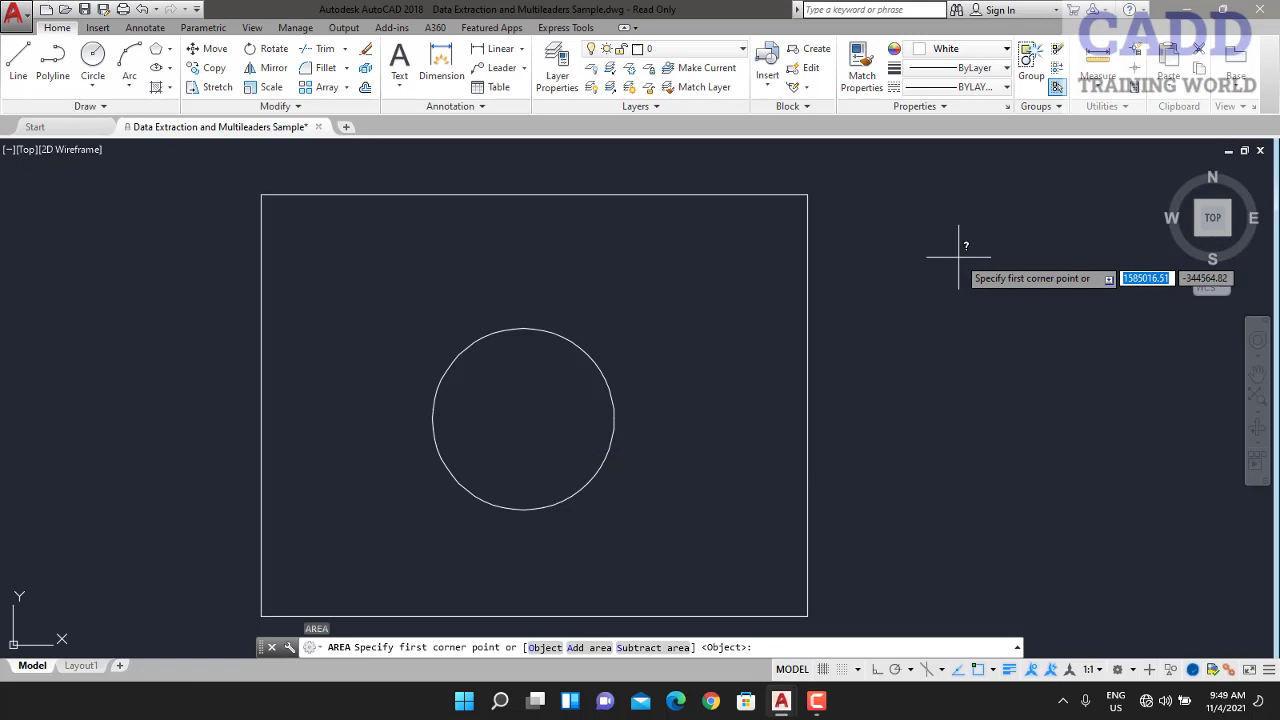 Autodesk AutoCAD 2018 Data Extraction and Multileaders Sample.dwg - Read Only
Type a keyword or phrase
Sign In
CADD
TRAINING WORLD
Home Insert Annotate Parametric View Manage Output Add-ins A360 Featured Apps Express Tools
Line Polyline Circle Arc
Move Rotate Trim
Copy Mirror Fillet
Stretch Scale Array
Text Dimension
Linear
Leader
Table
Layer Properties
0
Make Current
Match Layer
Insert
Create
Edit
Match Properties
White
ByLayer
BYLAY...
Group
Measure
Paste
Base
Draw Modify Annotation Layers Block Properties Groups Utilities Clipboard View
Start Data Extraction and Multileaders Sample*
[−][Top][2D Wireframe]
N
W TOP E
S
WCS
?
Specify first corner point or 1585016.51 -344564.82
Y
X
AREA
AREA Specify first corner point or [Object Add area Subtract area] <Object>:
Model Layout1
MODEL 1:1
ENG
US
9:49 AM
11/4/2021